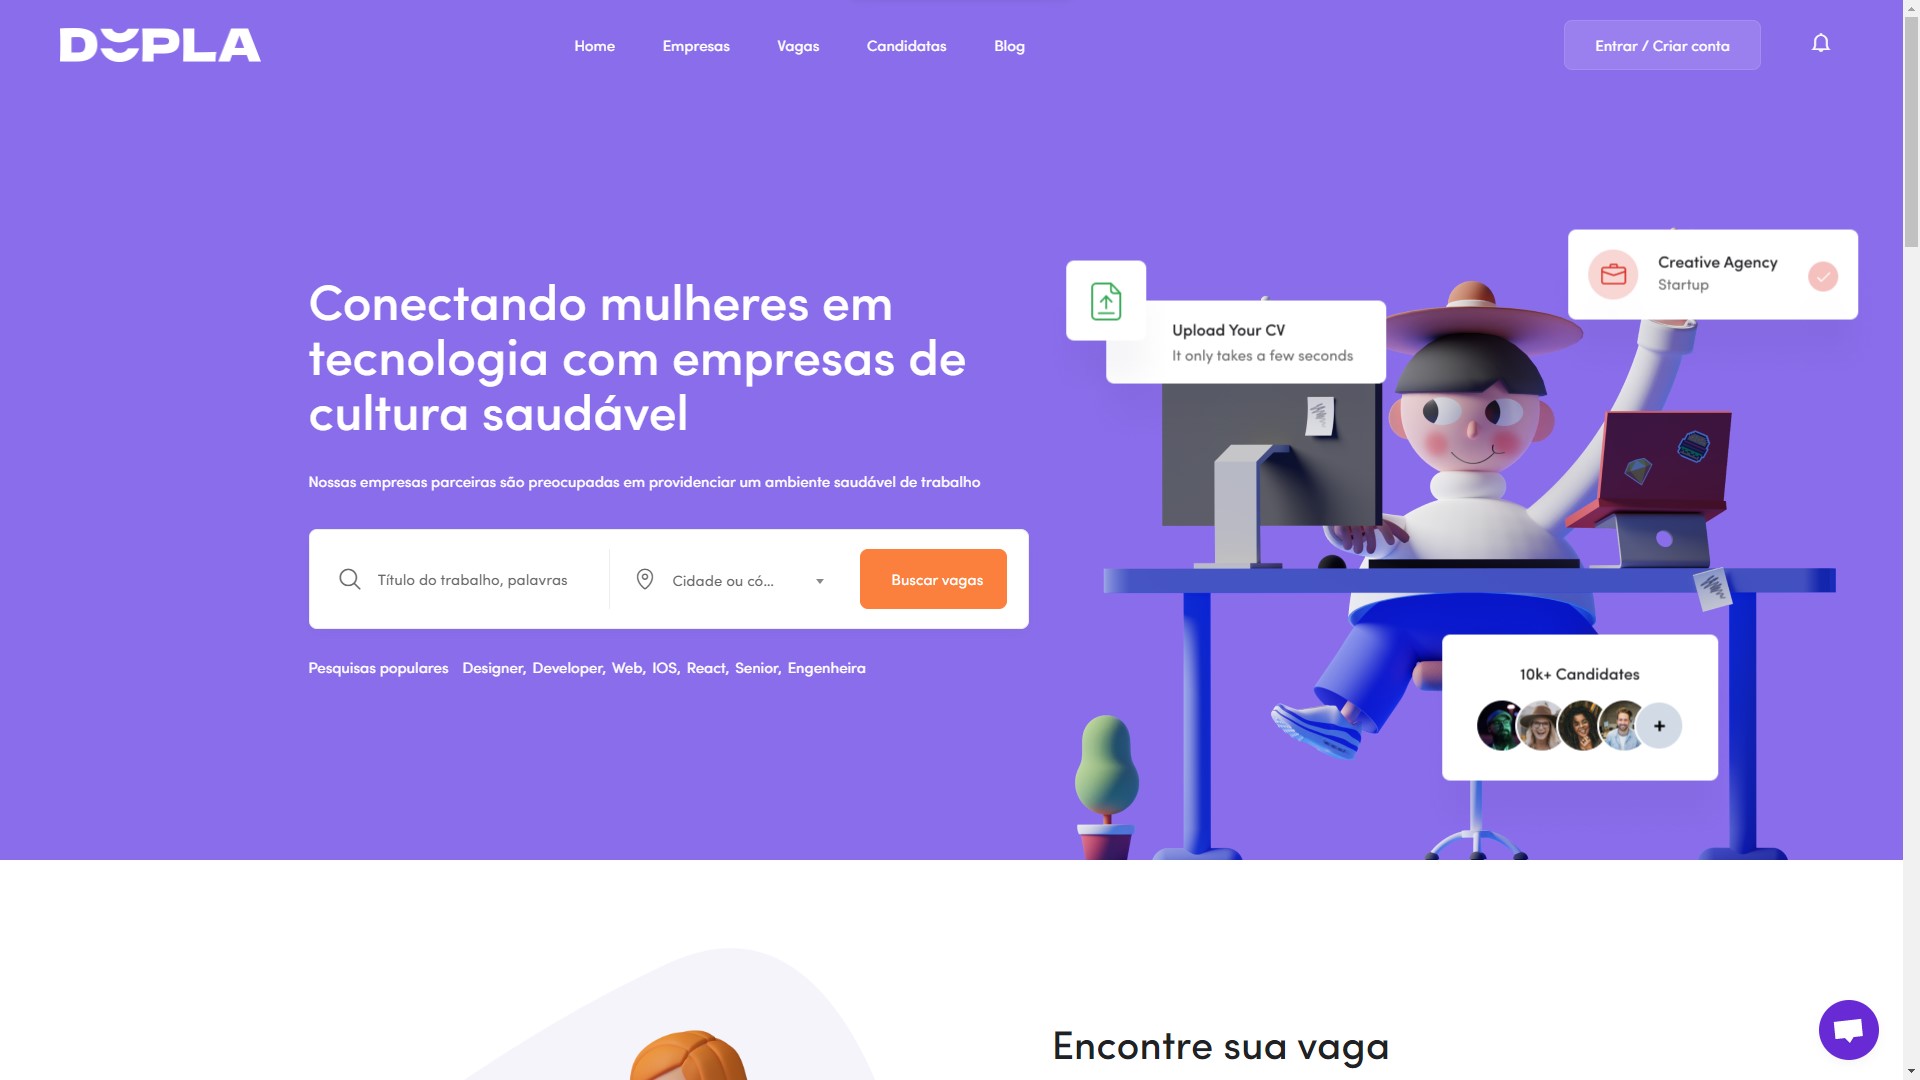 DUPLA
Home Empresas Vagas Candidatas Blog
Entrar / Criar conta
Conectando mulheres em
tecnologia com empresas de
cultura saudável
Nossas empresas parceiras são preocupadas em providenciar um ambiente saudável de trabalho
Título do trabalho, palavras
Cidade ou có...
Buscar vagas
Pesquisas populares Designer, Developer, Web, IOS, React, Senior, Engenheira
Upload Your CV
It only takes a few seconds
Creative Agency
Startup
10k+ Candidates
+
Encontre sua vaga